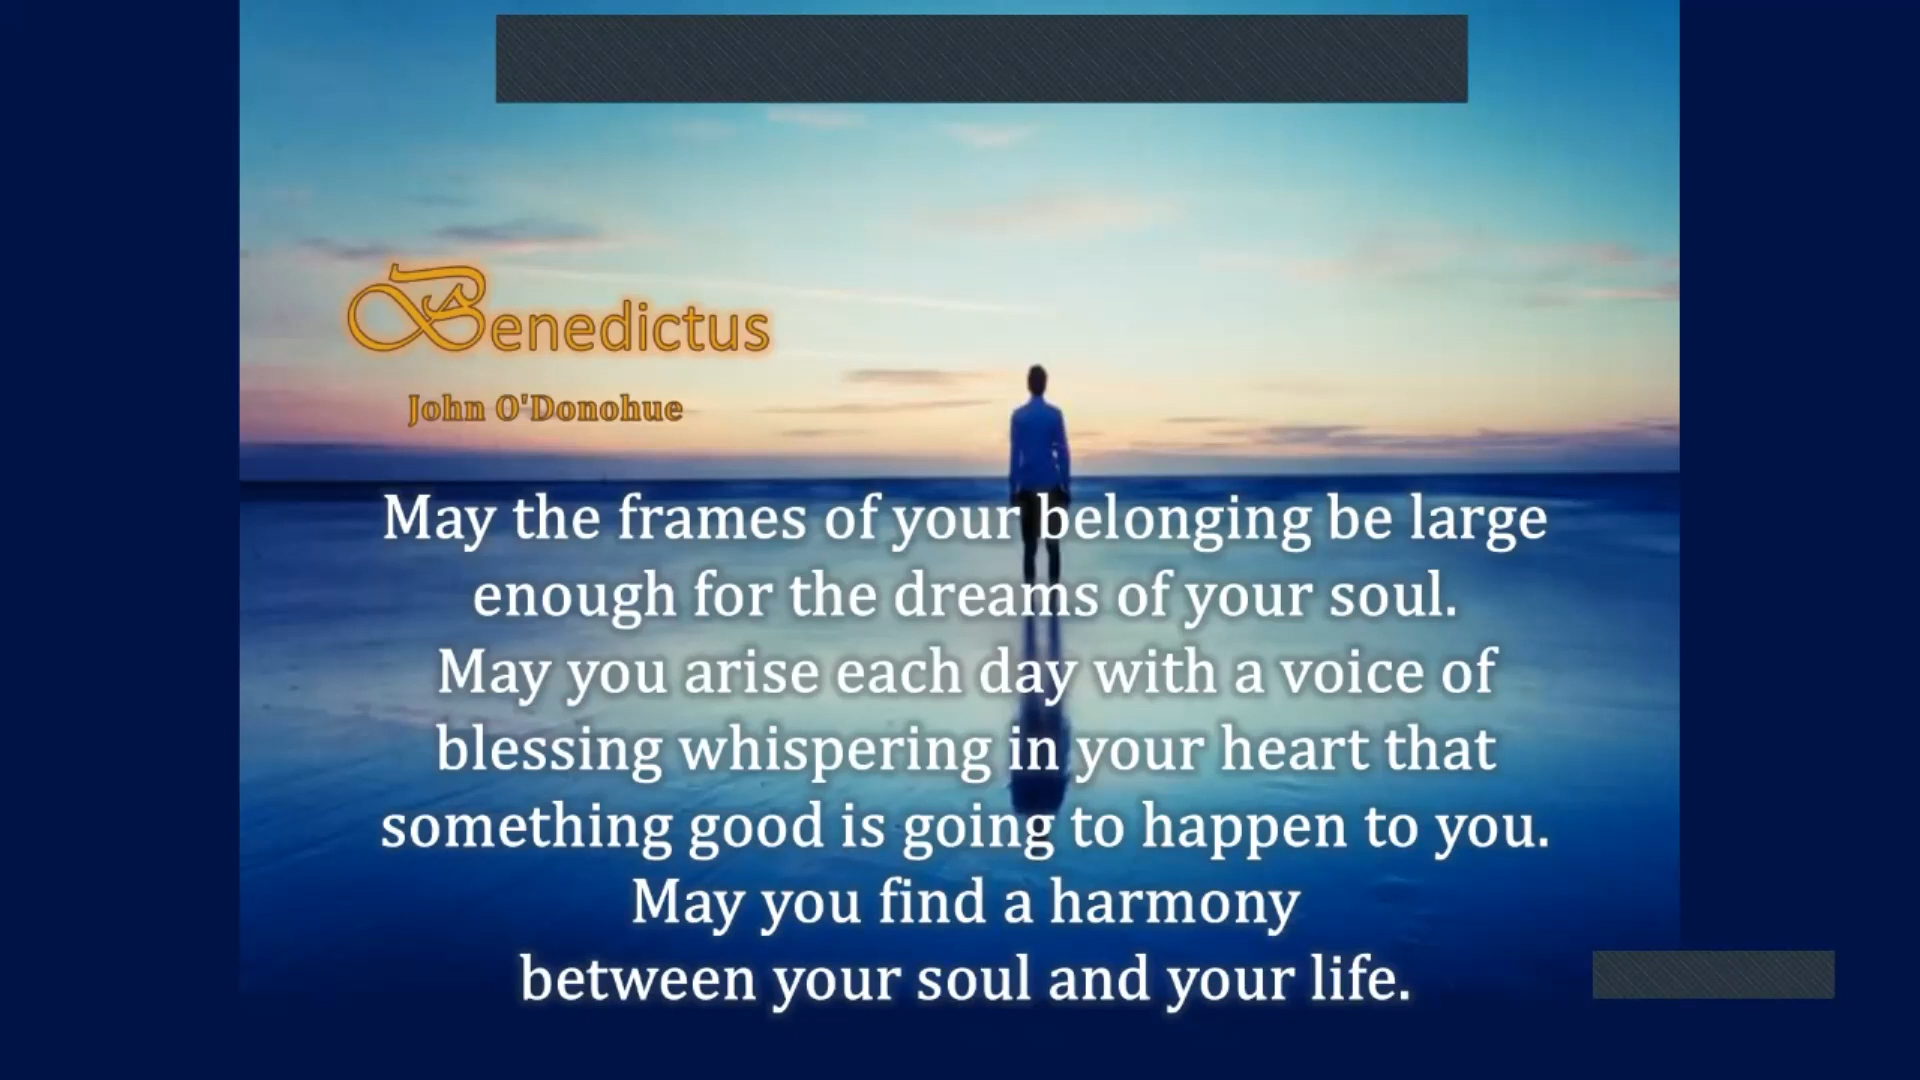 Benedictus
John O'Donohue
May the frames of your belonging be large
enough for the dreams of your soul.
May you arise each day with a voice of
blessing whispering in your heart that
something good is going to happen to you.
May you find a harmony
between your soul and your life.